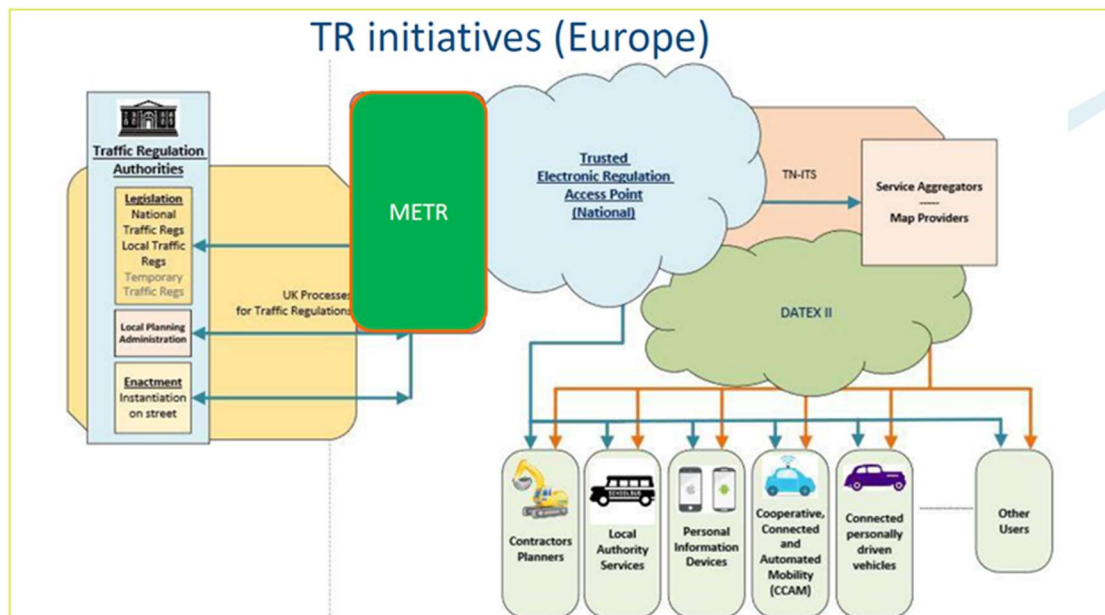 TR initiatives (Europe)
Traffic Regulation
Authorities
Legislation
National
Traffic Regs
Local Traffic
Regs
Temporary
Traffic Regs
Local Planning
Administration
Enactment
Instantiation
on street
UK Processes
for Traffic Regulations
METR
Trusted
Electronic Regulation
Access Point
(National)
TN-ITS
Service Aggregators
-----
Map Providers
DATEX II
Contractors
Planners
SCHOOL BUS
Local
Authority
Services
Personal
Information
Devices
Cooperative,
Connected
and
Automated
Mobility
(CCAM)
Connected
personally
driven
vehicles
Other
Users